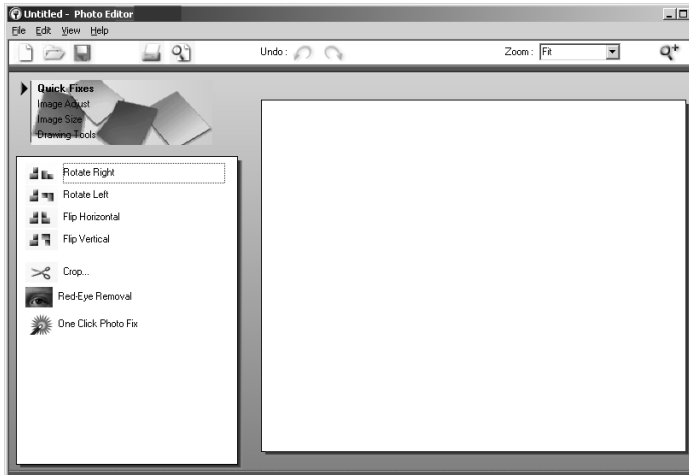 Untitled - Photo Editor
File Edit View Help
Undo: Zoom: Fit
Quick Fixes
Image Adjust
Image Size
Drawing Tools
Rotate Right
Rotate Left
Flip Horizontal
Flip Vertical
Crop...
Red-Eye Removal
One Click Photo Fix